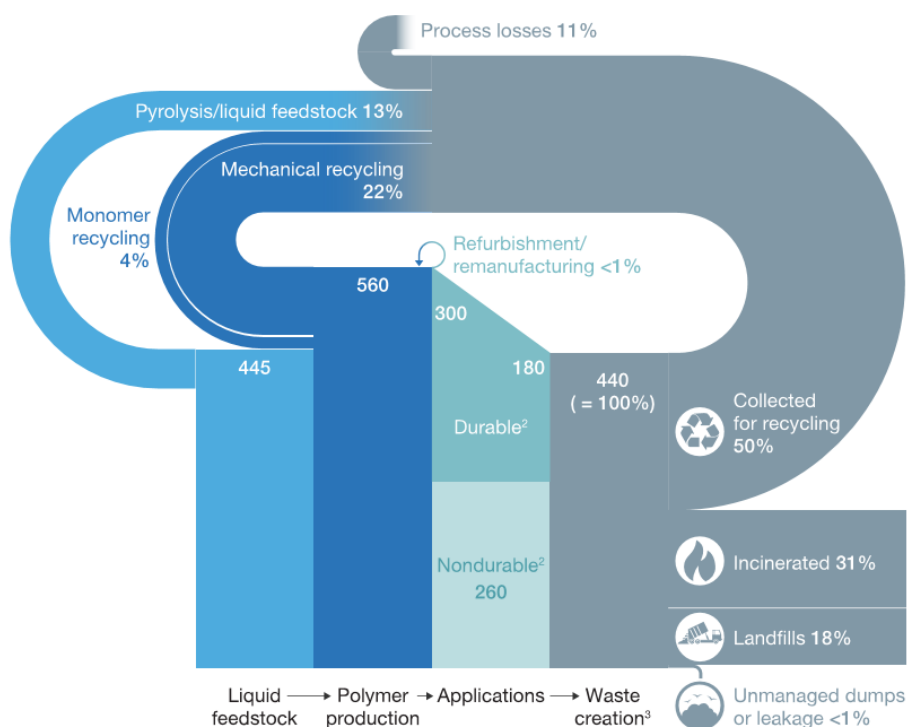 Process losses 11%
Pyrolysis/liquid feedstock 13%
Mechanical recycling
22%
Monomer
recycling
4%
Refurbishment/
remanufacturing <1%
560
300
445
180
440
( = 100%)
Collected
for recycling
50%
Durable²
Nondurable²
260
Incinerated 31%
Landfills 18%
Liquid
feedstock
Polymer
production
Applications
Waste
creation³
Unmanaged dumps
or leakage <1%